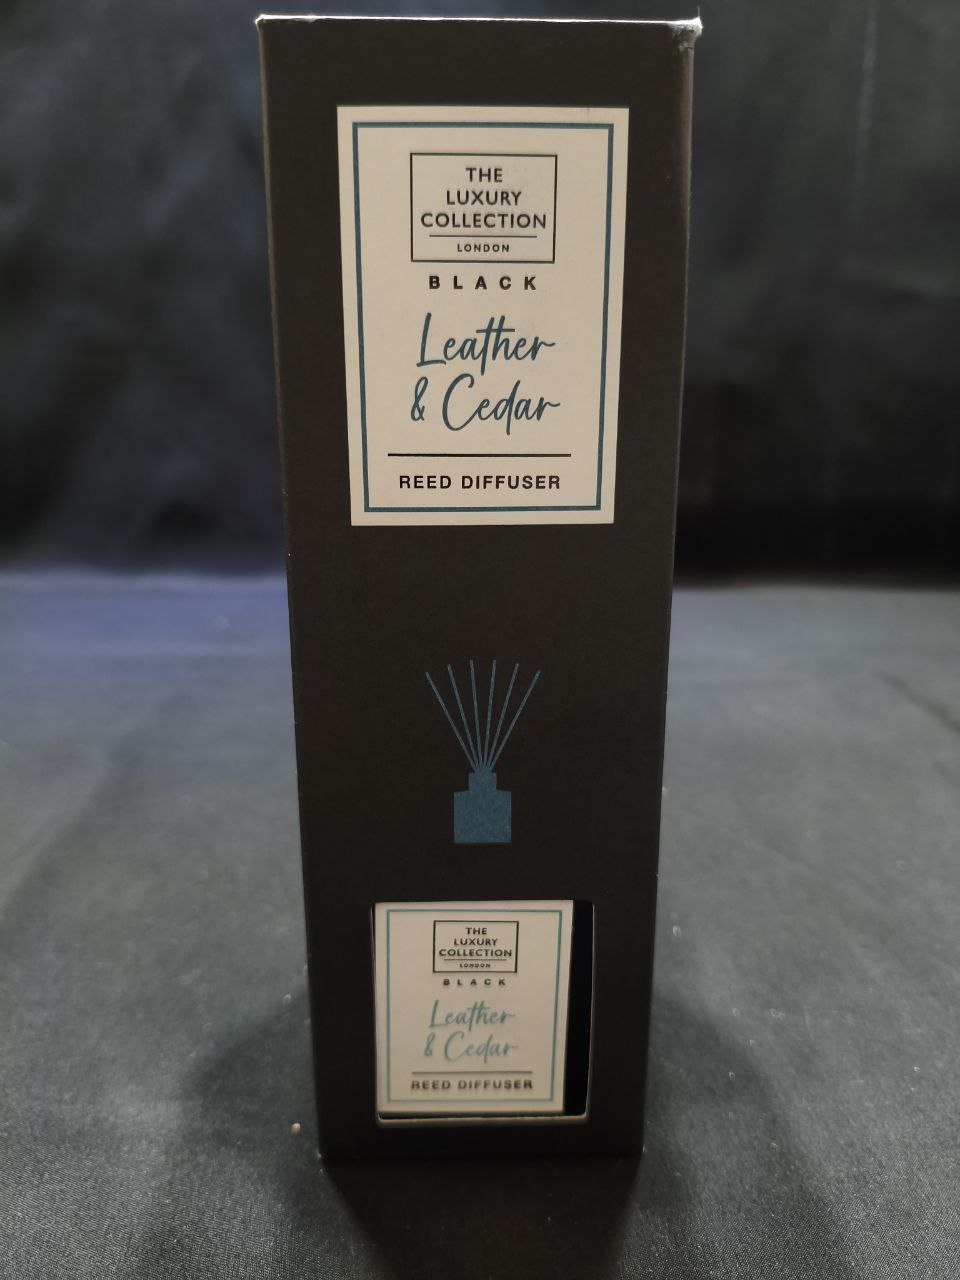 THE
LUXURY
COLLECTION
LONDON
BLACK
Leather
& Cedar
REED DIFFUSER
THE
LUXURY
COLLECTION
LONDON
BLACK
Leather
& Cedar
REED DIFFUSER